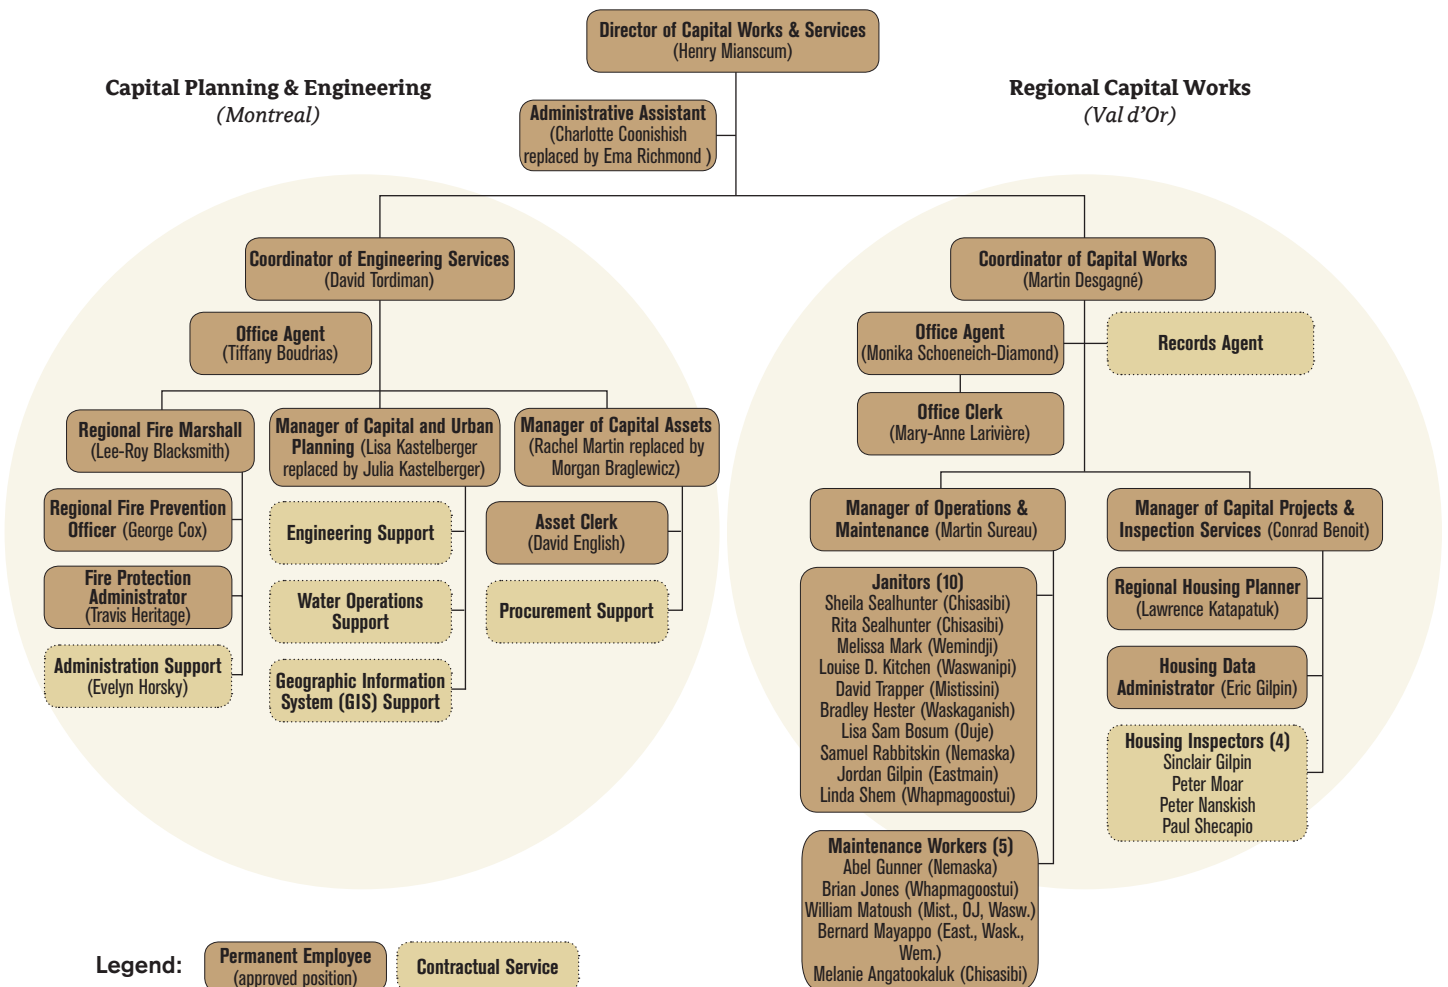 Director of Capital Works & Services
(Henry Mianscum)
Capital Planning & Engineering
(Montreal)
Regional Capital Works
(Val d'Or)
Administrative Assistant
(Charlotte Coonishish
replaced by Ema Richmond )
Coordinator of Engineering Services
(David Tordiman)
Office Agent
(Tiffany Boudrias)
Regional Fire Marshall
(Lee-Roy Blacksmith)
Regional Fire Prevention
Officer (George Cox)
Fire Protection
Administrator
(Travis Heritage)
Administration Support
(Evelyn Horsky)
Manager of Capital and Urban
Planning (Lisa Kastelberger
replaced by Julia Kastelberger)
Engineering Support
Water Operations
Support
Geographic Information
System (GIS) Support
Manager of Capital Assets
(Rachel Martin replaced by
Morgan Braglewicz)
Asset Clerk
(David English)
Procurement Support
Coordinator of Capital Works
(Martin Desgagné)
Office Agent
(Monika Schoeneich-Diamond)
Records Agent
Office Clerk
(Mary-Anne Larivière)
Manager of Operations &
Maintenance (Martin Sureau)
Janitors (10)
Sheila Sealhunter (Chisasibi)
Rita Sealhunter (Chisasibi)
Melissa Mark (Wemindji)
Louise D. Kitchen (Waswanipi)
David Trapper (Mistissini)
Bradley Hester (Waskaganish)
Lisa Sam Bosum (Ouje)
Samuel Rabbitskin (Nemaska)
Jordan Gilpin (Eastmain)
Linda Shem (Whapmagoostui)
Maintenance Workers (5)
Abel Gunner (Nemaska)
Brian Jones (Whapmagoostui)
William Matoush (Mist., OJ, Wasw.)
Bernard Mayappo (East., Wask.,
Wem.)
Melanie Angatookaluk (Chisasibi)
Manager of Capital Projects &
Inspection Services (Conrad Benoit)
Regional Housing Planner
(Lawrence Katapatuk)
Housing Data
Administrator (Eric Gilpin)
Housing Inspectors (4)
Sinclair Gilpin
Peter Moar
Peter Nanskish
Paul Shecapio
Legend:
Permanent Employee
(approved position)
Contractual Service